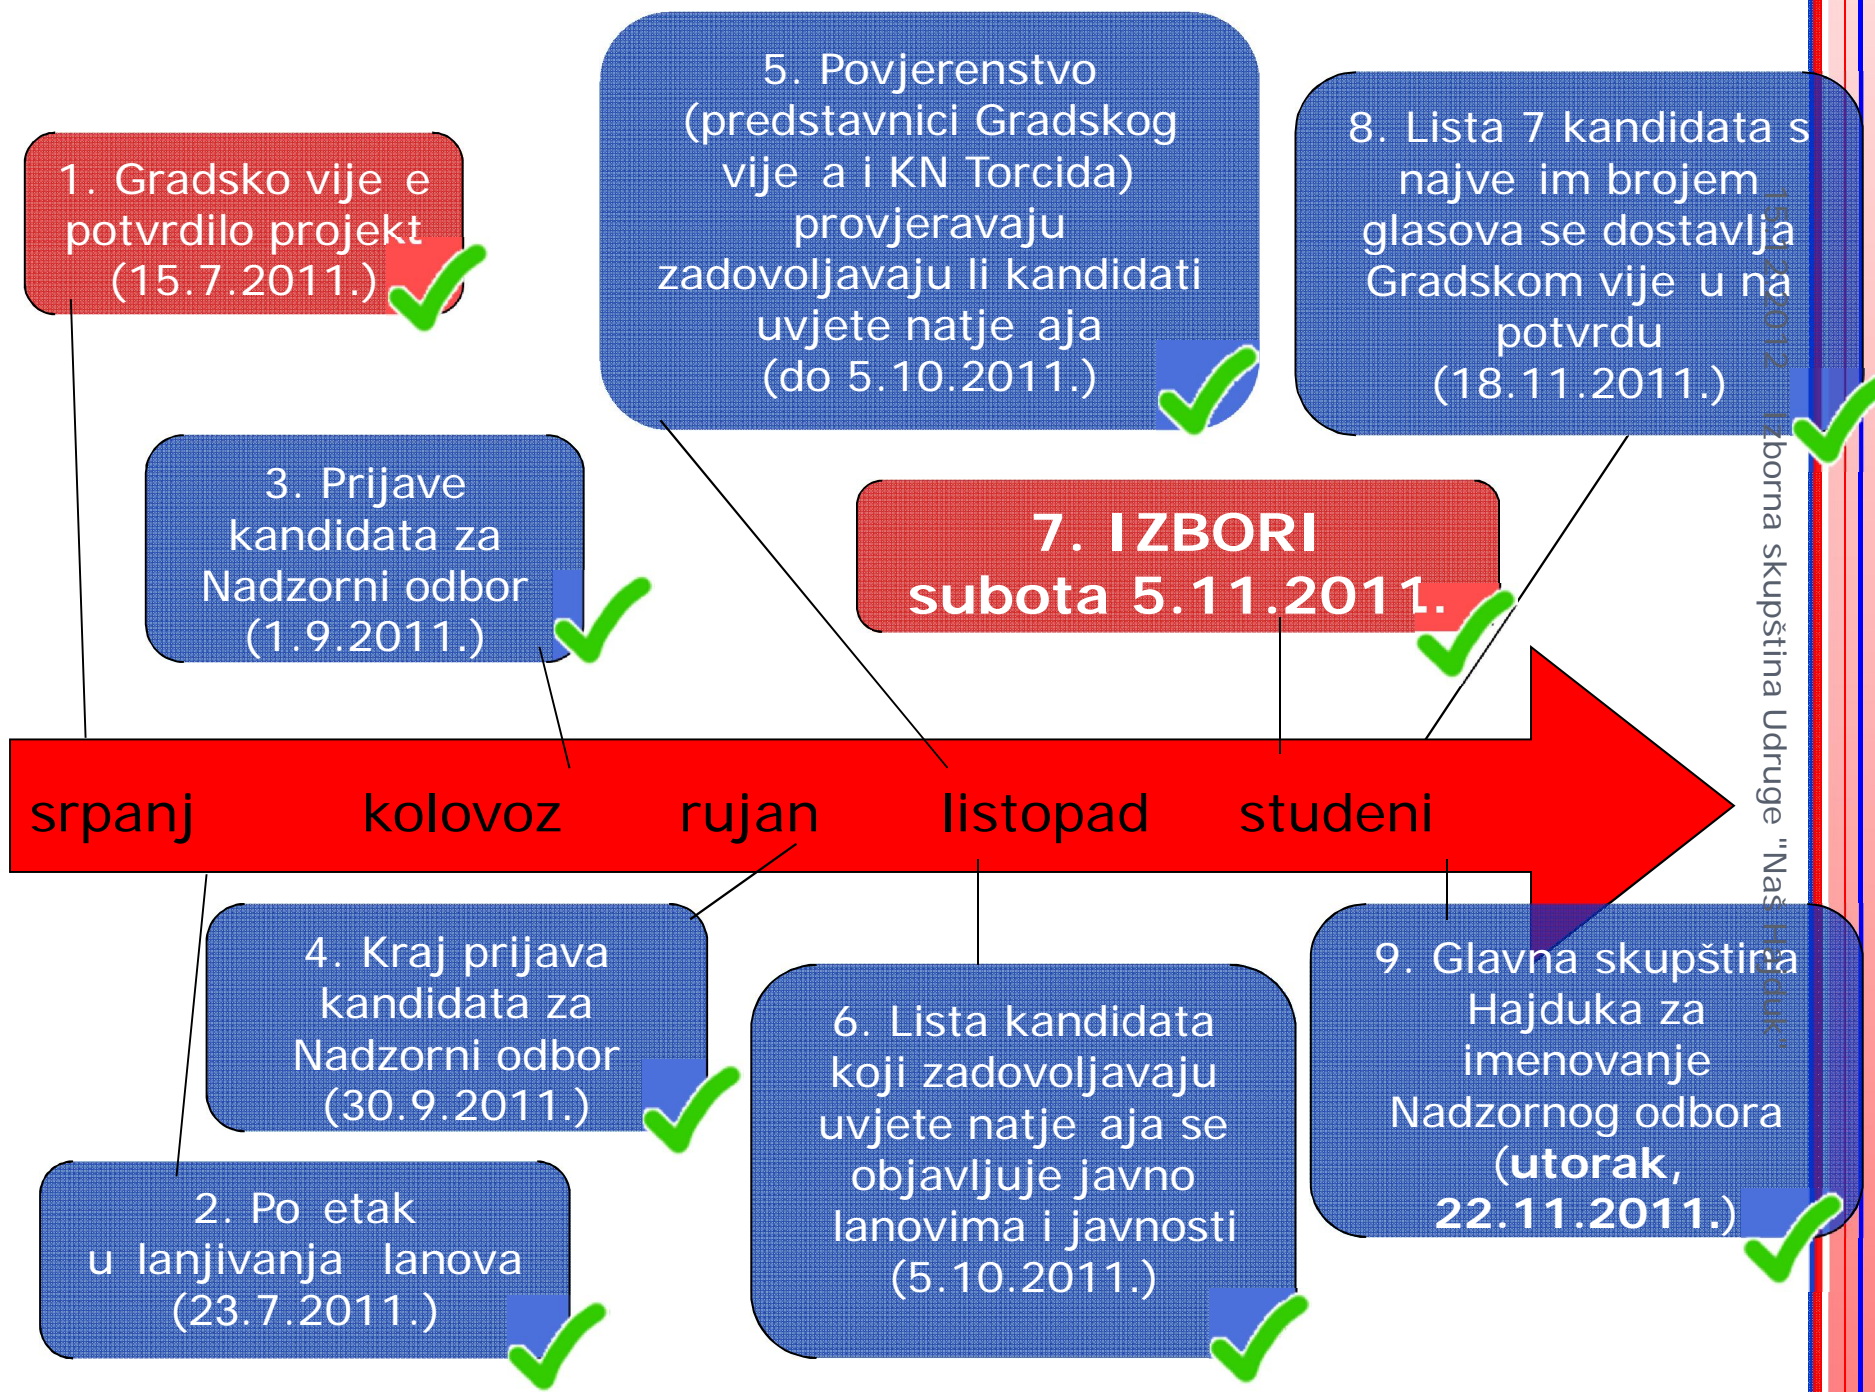 1. Gradsko vije e
potvrdilo projekt
(15.7.2011.)
2. Po etak
u lanjivanja lanova
(23.7.2011.)
3. Prijave
kandidata za
Nadzorni odbor
(1.9.2011.)
4. Kraj prijava
kandidata za
Nadzorni odbor
(30.9.2011.)
5. Povjerenstvo
(predstavnici Gradskog
vije a i KN Torcida)
provjeravaju
zadovoljavaju li kandidati
uvjete natje aja
(do 5.10.2011.)
6. Lista kandidata
koji zadovoljavaju
uvjete natje aja se
objavljuje javno
lanovima i javnosti
(5.10.2011.)
7. IZBORI
subota 5.11.2011.
8. Lista 7 kandidata s
najve im brojem
glasova se dostavlja
Gradskom vije u na
potvrdu
(18.11.2011.)
9. Glavna skupština
Hajduka za
imenovanje
Nadzornog odbora
(utorak,
22.11.2011.)
srpanj kolovoz rujan listopad studeni
Izborna skupština Udruge "Naš Hajduk"